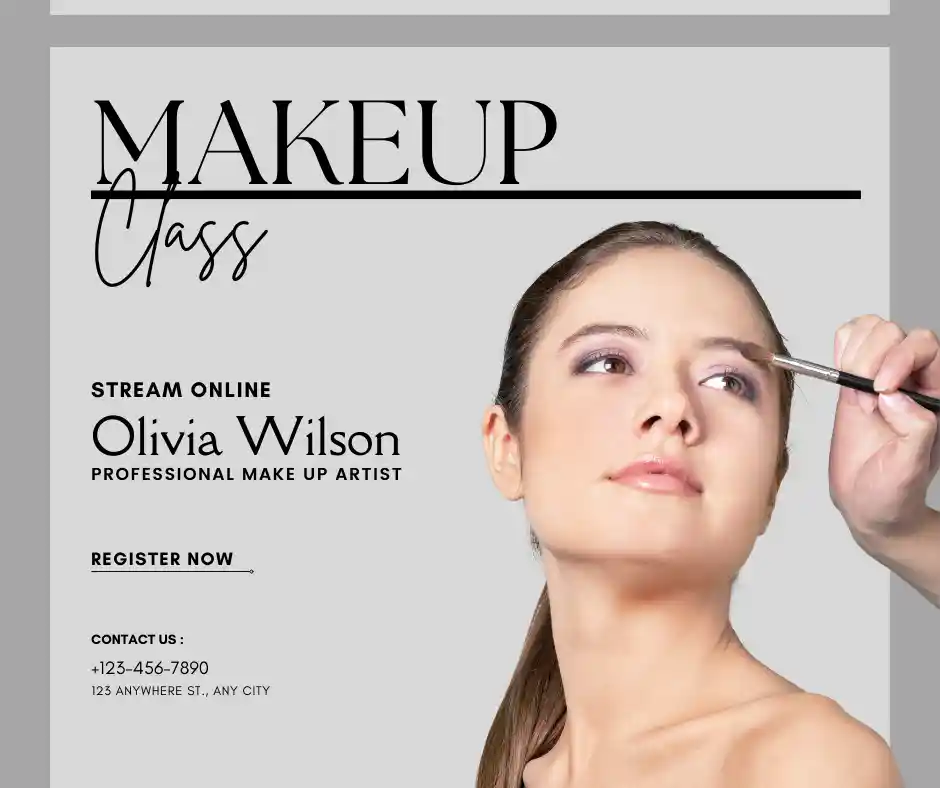 MAKEUP
Class
STREAM ONLINE
Olivia Wilson
PROFESSIONAL MAKE UP ARTIST
REGISTER NOW
CONTACT US :
+123-456-7890
123 ANYWHERE ST., ANY CITY